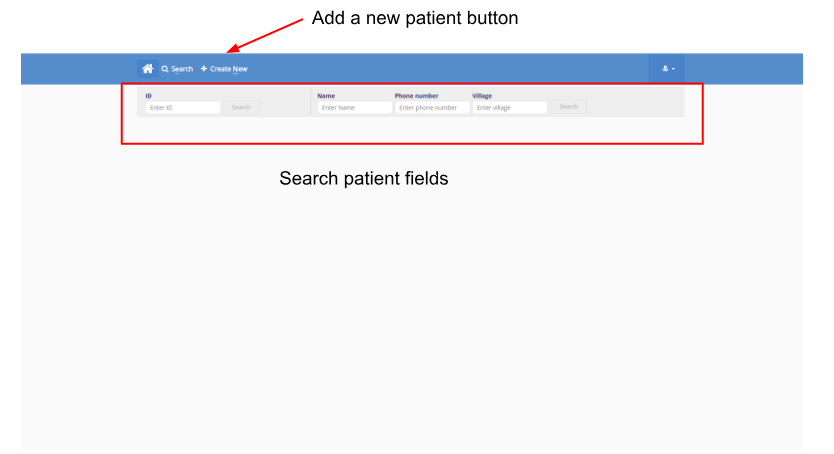 Add a new patient button
Search + Create New
ID Name Phone number Village
Enter ID Search Enter Name Enter phone number Enter village Search
Search patient fields